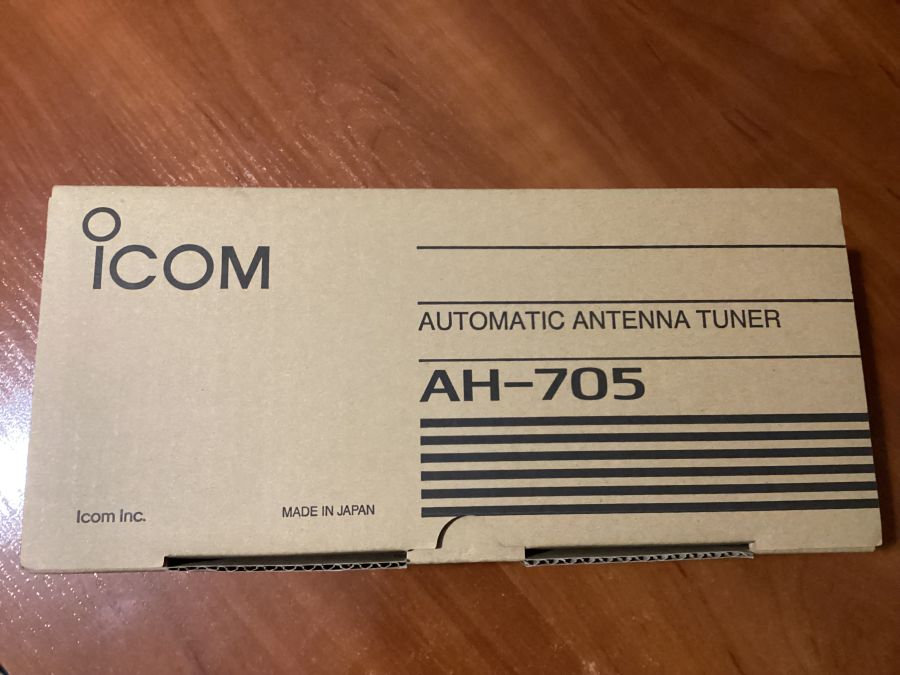 ICOM
AUTOMATIC ANTENNA TUNER
AH-705
Icom Inc.
MADE IN JAPAN